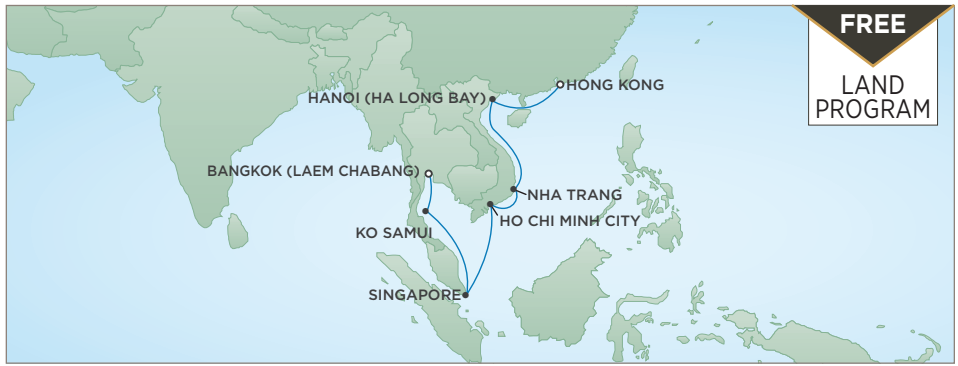 FREE
LAND
PROGRAM
HONG KONG
HANOI (HA LONG BAY)
BANGKOK (LAEM CHABANG)
NHA TRANG
HO CHI MINH CITY
KO SAMUI
SINGAPORE